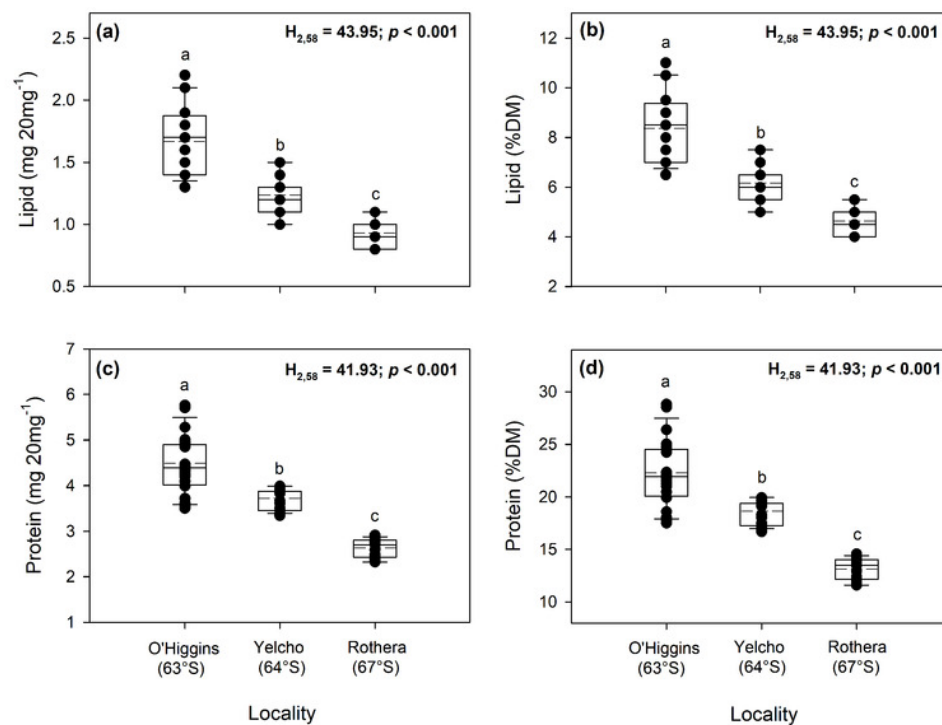 (a)
H2,58 = 43.95; p < 0.001
Lipid (mg 20mg-1)
2.5
2.0
1.5
1.0
0.5
a
b
c
(b)
H2,58 = 43.95; p < 0.001
Lipid (%DM)
12
10
8
6
4
2
a
b
c
(c)
H2,58 = 41.93; p < 0.001
Protein (mg 20mg-1)
7
6
5
4
3
2
1
a
b
c
O'Higgins
(63°S)
Yelcho
(64°S)
Rothera
(67°S)
Locality
(d)
H2,58 = 41.93; p < 0.001
Protein (%DM)
30
25
20
15
10
a
b
c
O'Higgins
(63°S)
Yelcho
(64°S)
Rothera
(67°S)
Locality